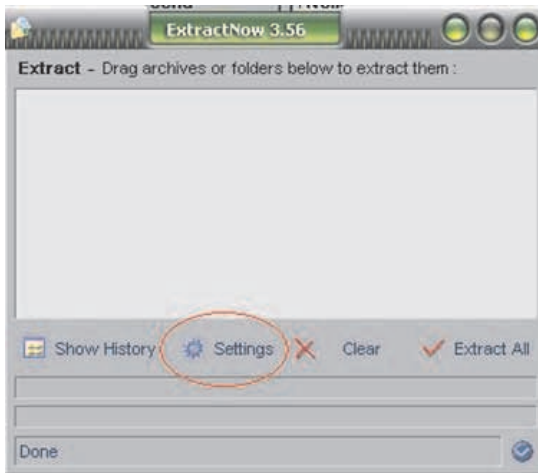 ExtractNow 3.56
Extract - Drag archives or folders below to extract them :
Show History Settings Clear Extract All
Done